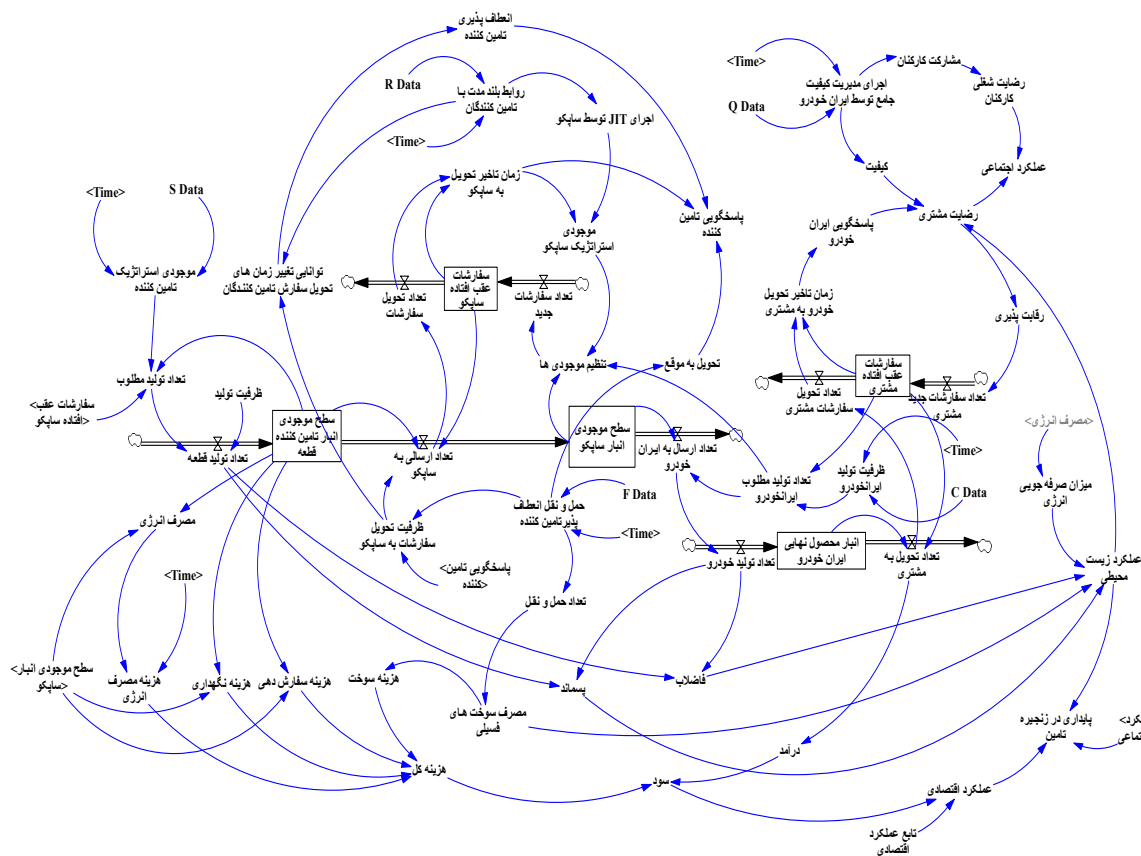 انعطاف پذیری
تامین کننده
<Time>
R Data
روابط بلند مدت با
تامین کنندگان
<Time>
اجرای JIT توسط ساپکو
اجرای مدیریت کیفیت
جامع توسط ایران خودرو
مشارکت کارکنان
رضایت شغلی
کارکنان
Q Data
<Time>
S Data
زمان تاخیر تحویل
به ساپکو
کیفیت
عملکرد اجتماعی
پاسخگویی تامین
کننده
رضایت مشتری
پاسخگویی ایران
خودرو
موجودی
استراتژیک ساپکو
موجودی استراتژیک
تامین کننده
توانایی تغییر زمان های
تحویل سفارش تامین کنندگان
سفارشات
عقب افتاده
ساپکو
تعداد تحویل
سفارشات
تعداد سفارشات
جدید
زمان تاخیر تحویل
خودرو به مشتری
رقابت پذیری
تعداد تولید مطلوب
تنظیم موجودی ها
تحویل به موقع
سفارشات
عقب افتاده
مشتری
تعداد تحویل
سفارشات مشتری
تعداد سفارشات جدید
مشتری
<سفارشات عقب
افتاده ساپکو>
ظرفیت تولید
<مصرف انرژی>
سطح موجودی
انبار تامین کننده
قطعه
تعداد تولید قطعه
تعداد ارسالی به
ساپکو
سطح موجودی
انبار ساپکو
تعداد ارسال به ایران
خودرو
تعداد تولید مطلوب
ایرانخودرو
ظرفیت تولید
ایرانخودرو
<Time>
C Data
میزان صرفه جویی
انرژی
F Data
حمل و نقل انعطاف
پذیرتامین کننده
<Time>
مصرف انرژی
ظرفیت تحویل
سفارشات به ساپکو
<پاسخگویی تامین
کننده>
تعداد تولید خودرو
انبار محصول نهایی
ایران خودرو
تعداد تحویل به
مشتری
عملکرد زیست
محیطی
<Time>
تعداد حمل و نقل
<سطح موجودی انبار
ساپکو>
هزینه مصرف
انرژی
هزینه نگهداری
هزینه سفارش دهی
هزینه سوخت
مصرف سوخت های
فسیلی
پسماند
فاضلاب
پایداری در زنجیره
تامین
هزینه کل
سود
درآمد
عملکرد اقتصادی
تابع عملکرد
اقتصادی